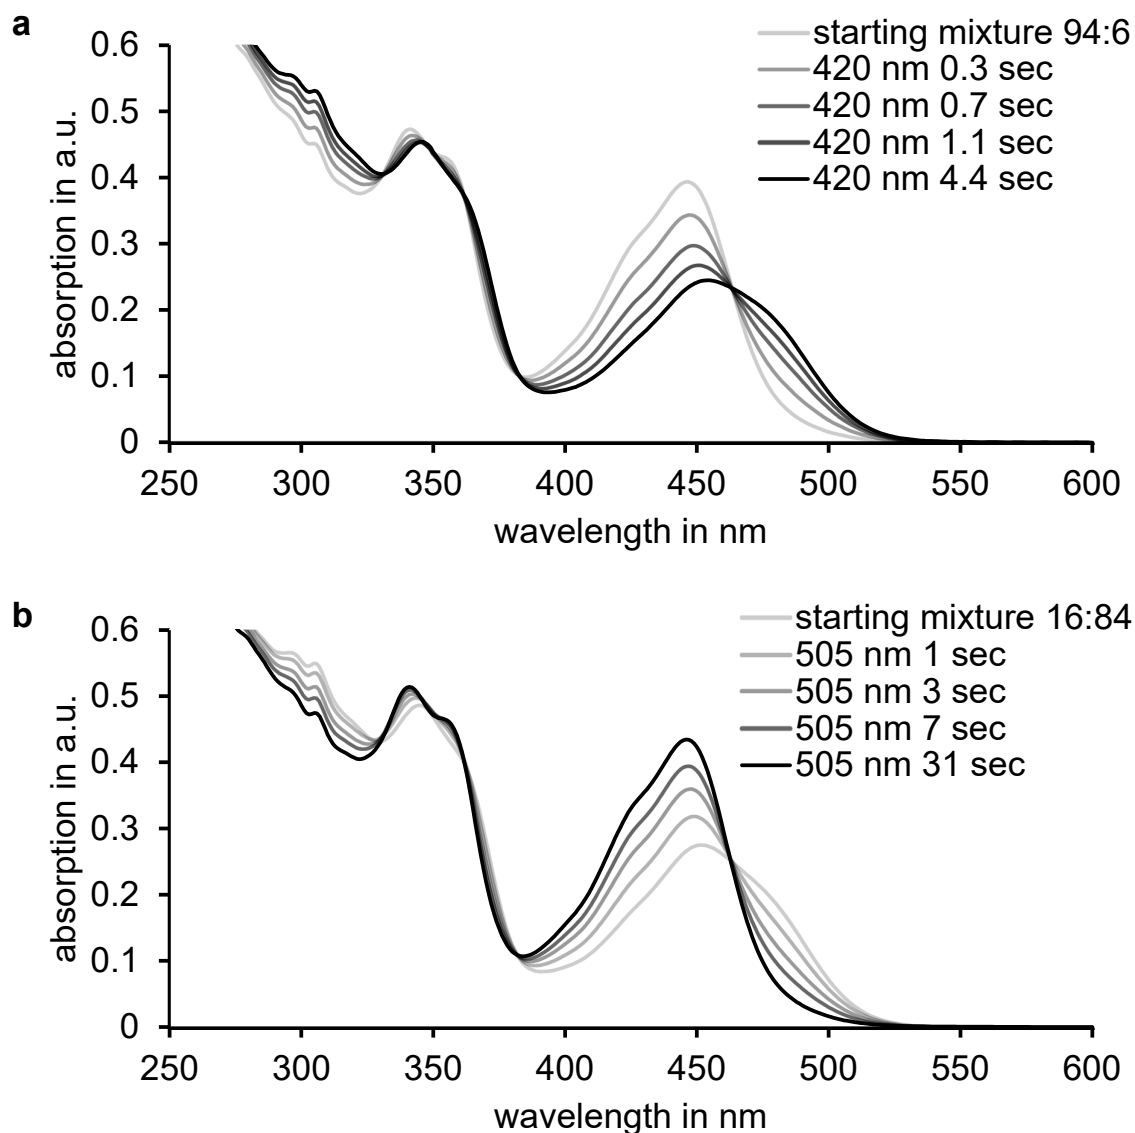 a
starting mixture 94:6
420 nm 0.3 sec
420 nm 0.7 sec
420 nm 1.1 sec
420 nm 4.4 sec
absorption in a.u.
0.6
0.5
0.4
0.3
0.2
0.1
0
250 300 350 400 450 500 550 600
wavelength in nm
b
starting mixture 16:84
505 nm 1 sec
505 nm 3 sec
505 nm 7 sec
505 nm 31 sec
absorption in a.u.
0.6
0.5
0.4
0.3
0.2
0.1
0
250 300 350 400 450 500 550 600
wavelength in nm